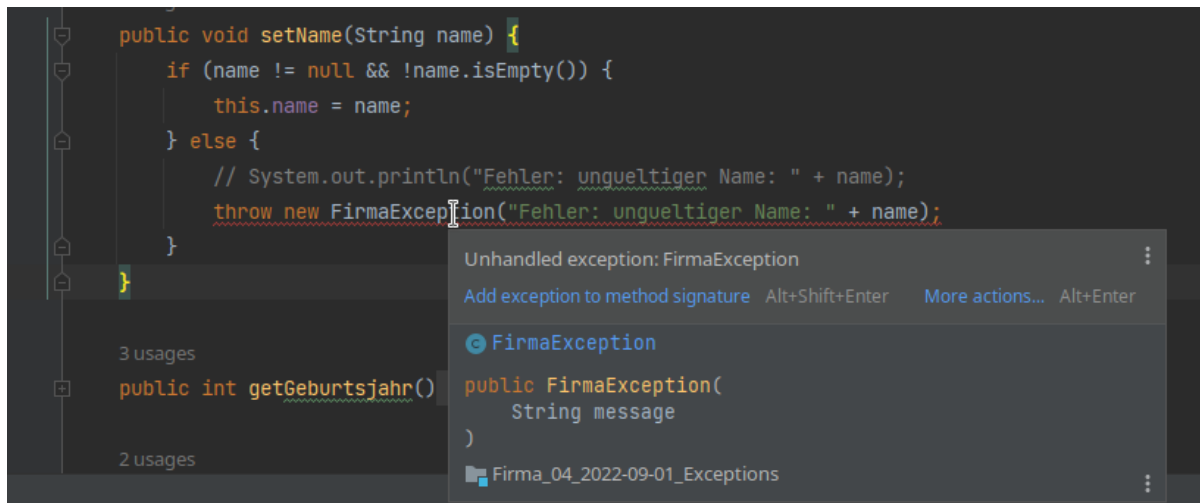 public void setName(String name) {
if (name != null && !name.isEmpty()) {
this.name = name;
} else {
// System.out.println("Fehler: ungueltiger Name: " + name);
throw new FirmaException("Fehler: ungueltiger Name: " + name);
}
}
Unhandled exception: FirmaException
Add exception to method signature Alt+Shift+Enter More actions... Alt+Enter
3 usages
public int getGeburtsjahr()
2 usages
FirmaException
public FirmaException(
String message
)
Firma_04_2022-09-01_Exceptions